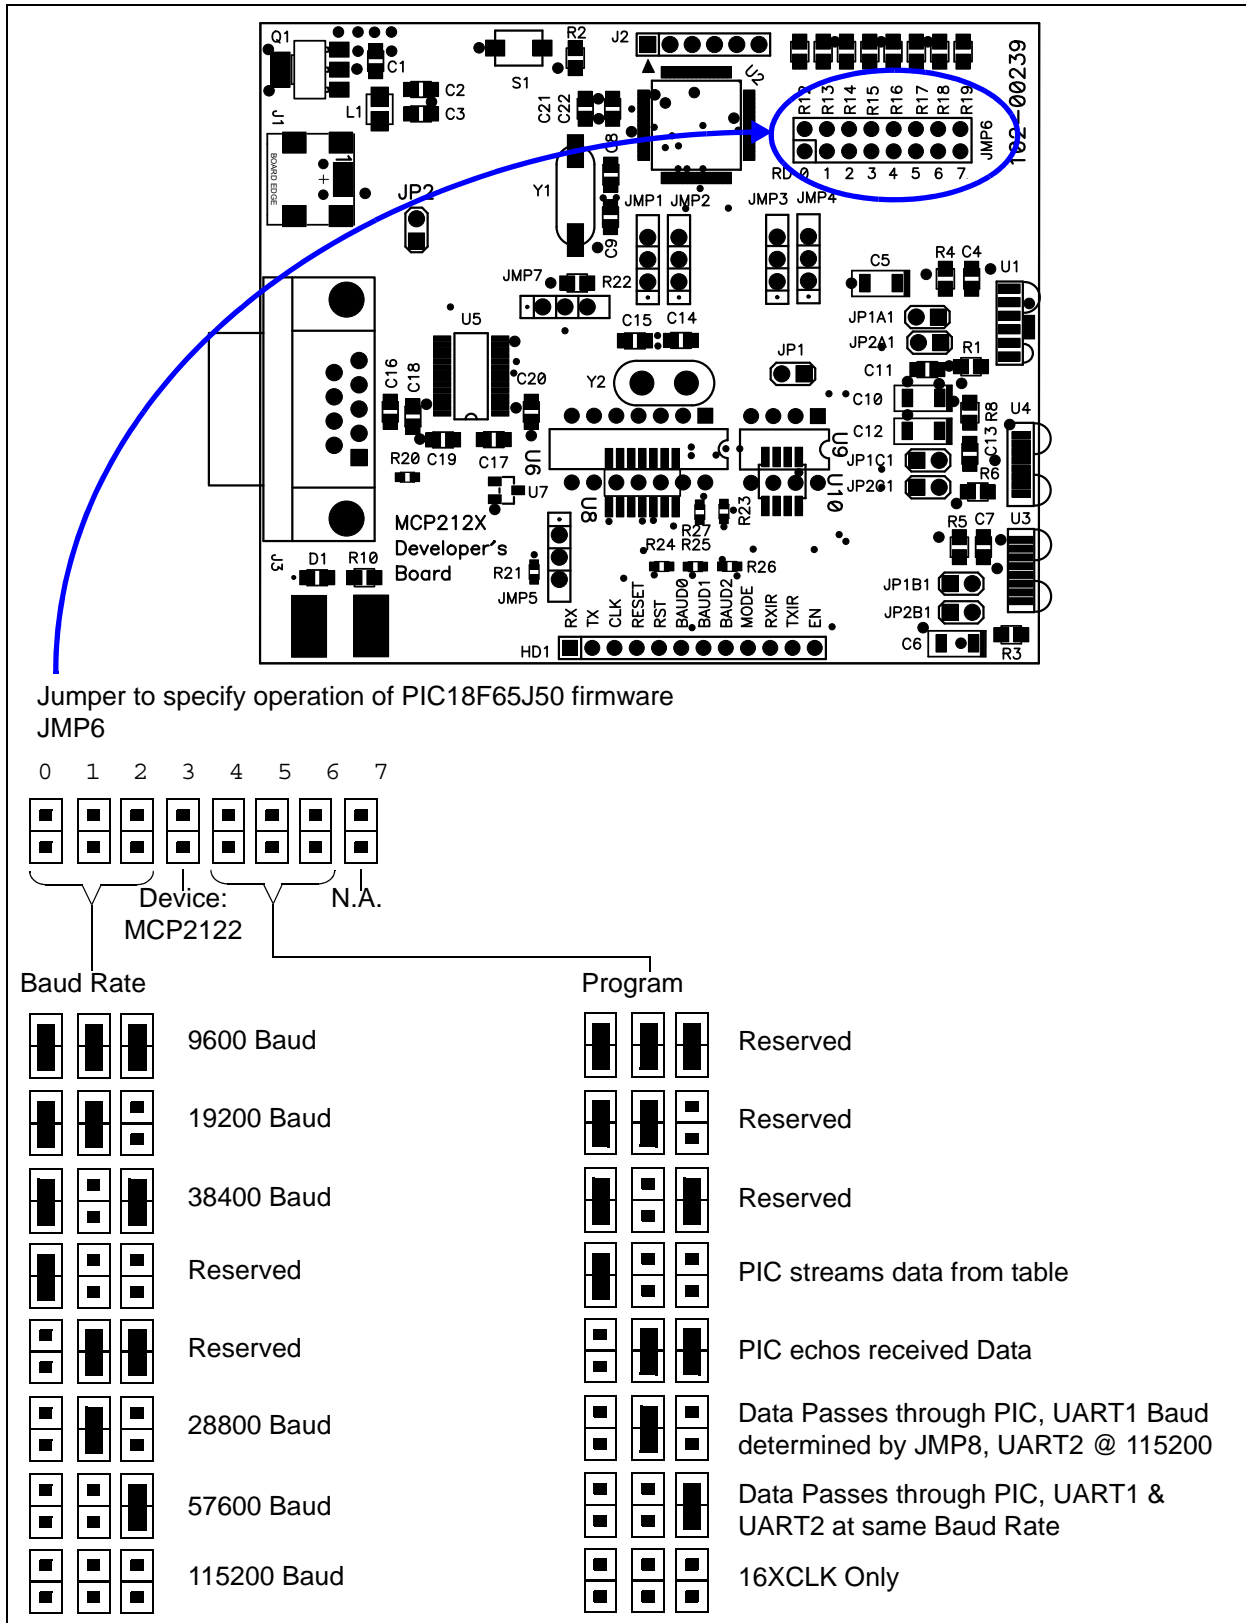 Q1
C1
R2
S1
J2
U2
L1
C2
C3
C21
C22
R12
R13
R14
R15
R16
R17
R18
R19
JMP6
102-00239
J1
BOARD EDGE
1
+
C8
RD 0 1 2 3 4 5 6 7
JP2
Y1
C9
JMP1
JMP2
JMP3
JMP4
JMP7
R22
C5
R4
C4
U1
U5
C15
C14
JP1A1
JP2A1
JP1
C11
R1
C16
C18
C20
Y2
C10
R8
U4
C12
C13
R20
C19
C17
U6
U9
JP1C1
JP2C1
R6
U7
U8
U10
R27
R23
MCP212X
Developer's
Board
R5
C7
U3
J3
D1
R10
R21
JMP5
R24
R25
R26
JP1B1
JP2B1
RX
TX
CLK
RESET
RST
BAUD0
BAUD1
BAUD2
MODE
RXIR
TXIR
EN
HD1
C6
R3
Jumper to specify operation of PIC18F65J50 firmware
JMP6
0 1 2 3 4 5 6 7
Device:
MCP2122
N.A.
Baud Rate
9600 Baud
19200 Baud
38400 Baud
Reserved
Reserved
28800 Baud
57600 Baud
115200 Baud
Program
Reserved
Reserved
Reserved
PIC streams data from table
PIC echos received Data
Data Passes through PIC, UART1 Baud
determined by JMP8, UART2 @ 115200
Data Passes through PIC, UART1 &
UART2 at same Baud Rate
16XCLK Only